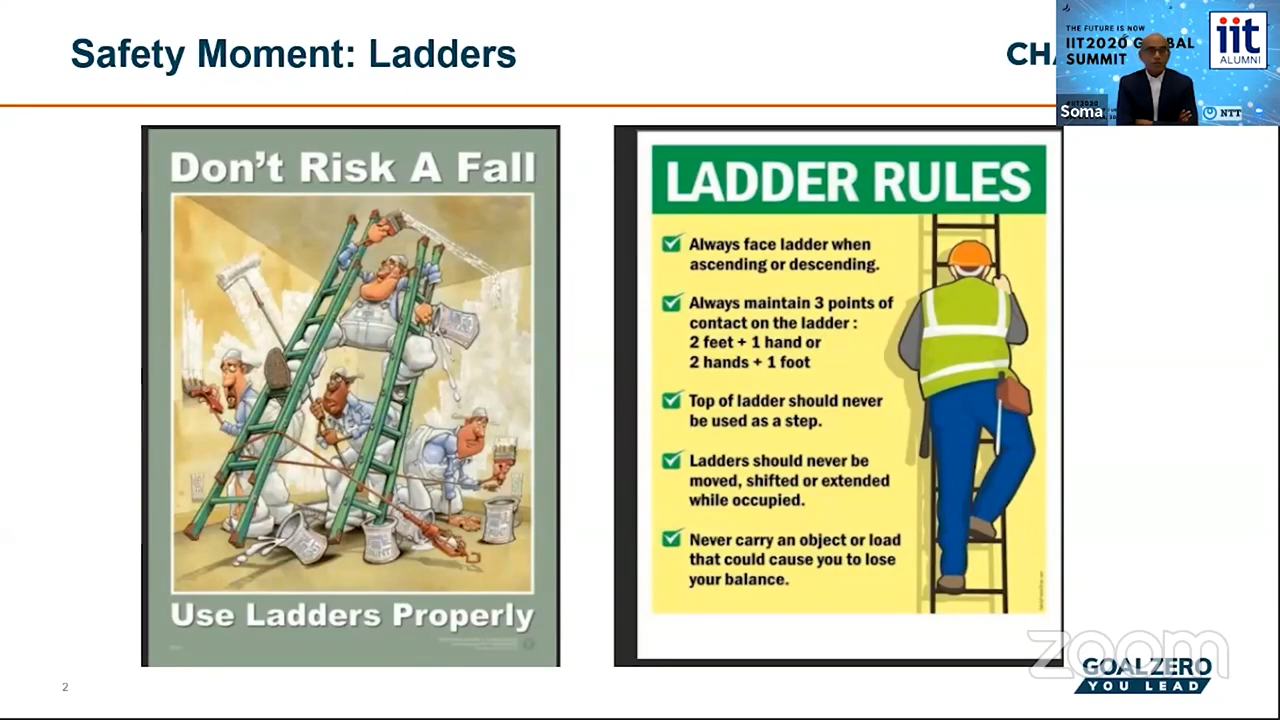 Safety Moment: Ladders
CHA
THE FUTURE IS NOW
IIT2020 GLOBAL
SUMMIT
iit
ALUMNI
#IIT2020
NTT
Soma
Don't Risk A Fall
Use Ladders Properly
LADDER RULES
Always face ladder when
ascending or descending.
Always maintain 3 points of
contact on the ladder :
2 feet + 1 hand or
2 hands + 1 foot
Top of ladder should never
be used as a step.
Ladders should never be
moved, shifted or extended
while occupied.
Never carry an object or load
that could cause you to lose
your balance.
zoom
GOALZERO
YOU LEAD
2